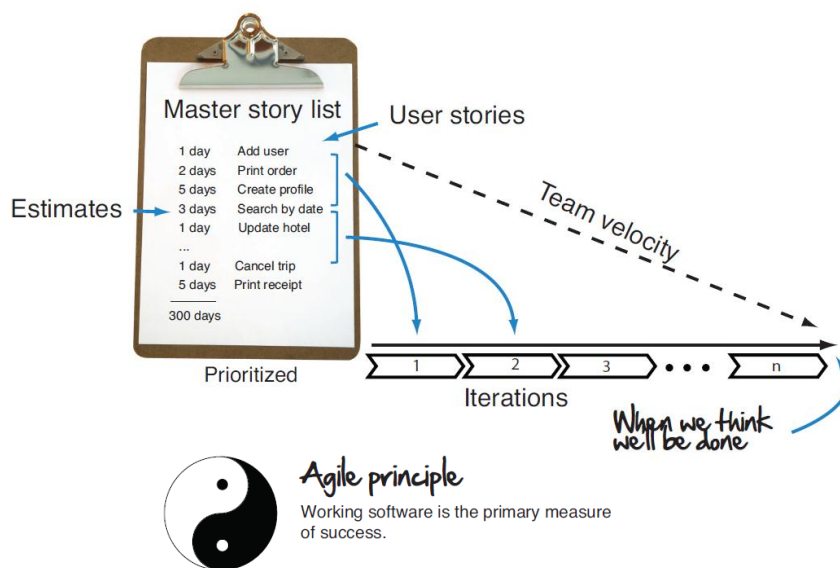 Master story list
User stories
1 day Add user
2 days Print order
5 days Create profile
Estimates
3 days Search by date
1 day Update hotel
...
1 day Cancel trip
5 days Print receipt
300 days
Prioritized
Team velocity
1 2 3 n
Iterations
When we think
we'll be done
Agile principle
Working software is the primary measure
of success.